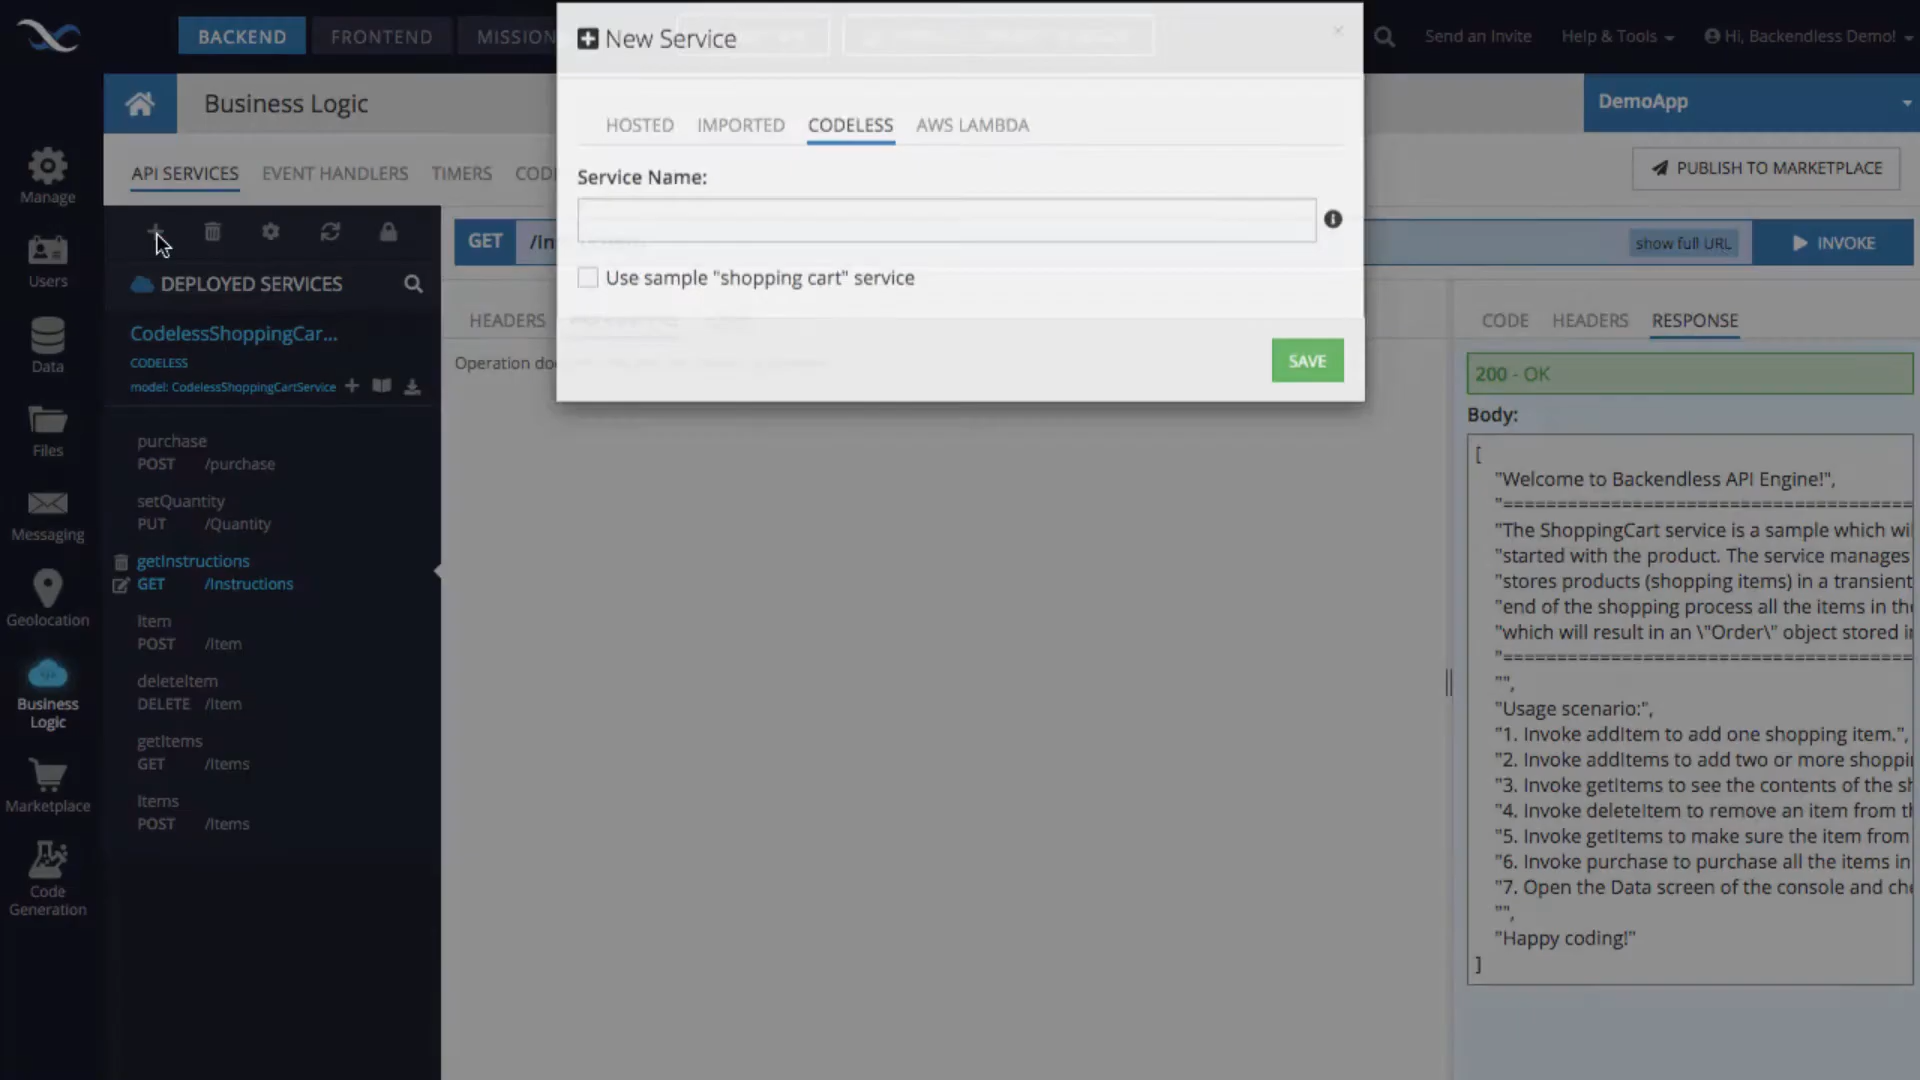 BACKEND
FRONTEND
MISSION
Send an Invite
Help & Tools
Hi, Backendless Demo!
New Service
Business Logic
DemoApp
HOSTED
IMPORTED
CODELESS
AWS LAMBDA
API SERVICES
EVENT HANDLERS
TIMERS
PUBLISH TO MARKETPLACE
Service Name:
GET
show full URL
INVOKE
Use sample "shopping cart" service
SAVE
Manage
Users
Data
Files
Messaging
Geolocation
Business
Logic
Marketplace
Code
Generation
DEPLOYED SERVICES
CodelessShoppingCar...
CODELESS
model: CodelessShoppingCartService
purchase
POST /purchase
setQuantity
PUT /Quantity
getInstructions
GET /Instructions
Item
POST /Item
deleteItem
DELETE /Item
getItems
GET /Items
Items
POST /Items
HEADERS
Operation
CODE
HEADERS
RESPONSE
200 - OK
Body:
[
"Welcome to Backendless API Engine!",
"======================================
"The ShoppingCart service is a sample which
"started with the product. The service manages
"stores products (shopping items) in a transient
"end of the shopping process all the items in
"which will result in an \"Order\" object stored
"======================================
"",
"Usage scenario:",
"1. Invoke addItem to add one shopping item.",
"2. Invoke addItems to add two or more
"3. Invoke getItems to see the contents of the
"4. Invoke deleteItem to remove an item from
"5. Invoke getItems to make sure the item from
"6. Invoke purchase to purchase all the items in
"7. Open the Data screen of the console and
"",
"Happy coding!"
]